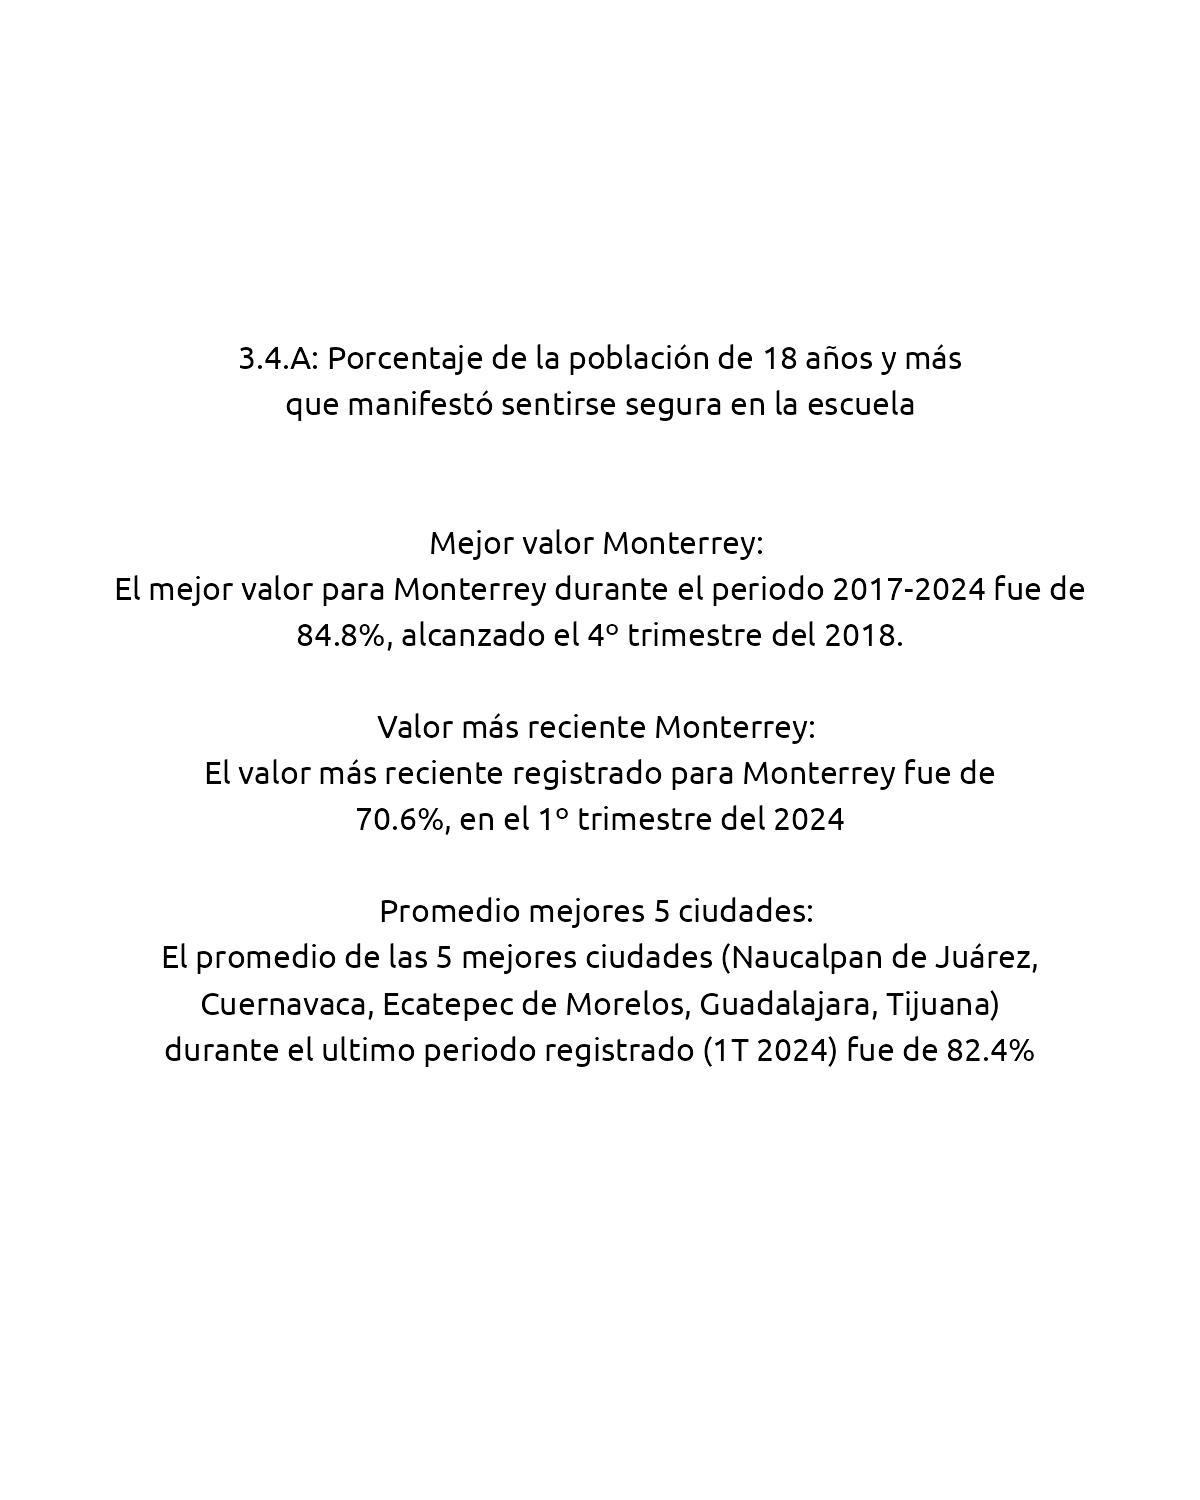 3.4.A: Porcentaje de la población de 18 años y más
que manifestó sentirse segura en la escuela
Mejor valor Monterrey:
El mejor valor para Monterrey durante el periodo 2017-2024 fue de
84.8%, alcanzado el 4º trimestre del 2018.
Valor más reciente Monterrey:
El valor más reciente registrado para Monterrey fue de
70.6%, en el 1º trimestre del 2024
Promedio mejores 5 ciudades:
El promedio de las 5 mejores ciudades (Naucalpan de Juárez,
Cuernavaca, Ecatepec de Morelos, Guadalajara, Tijuana)
durante el ultimo periodo registrado (1T 2024) fue de 82.4%